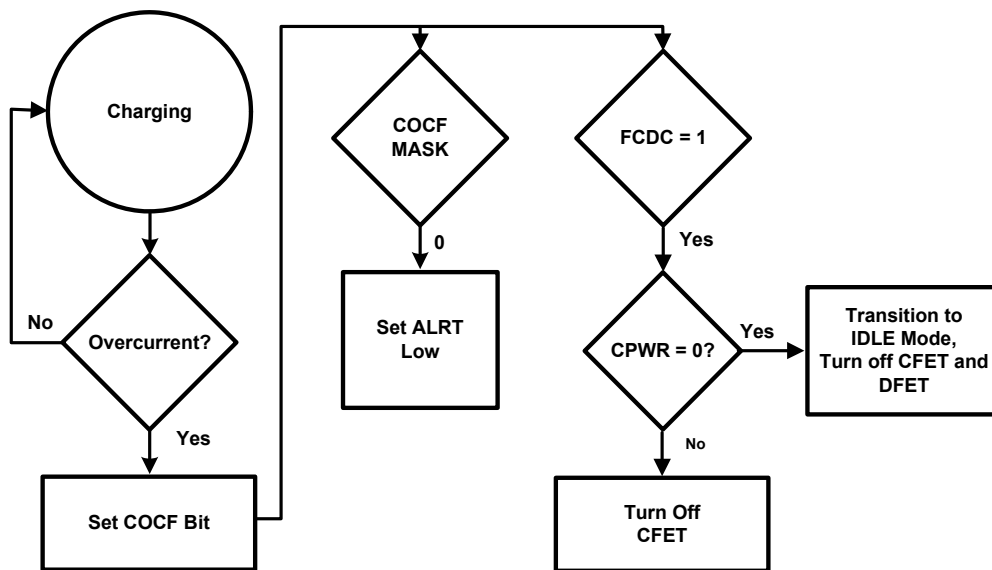 Charging
No
Overcurrent?
Yes
Set COCF Bit
COCF
MASK
0
Set ALRT
Low
FCDC = 1
Yes
CPWR = 0?
Yes
Transition to
IDLE Mode,
Turn off CFET and
DFET
No
Turn Off
CFET